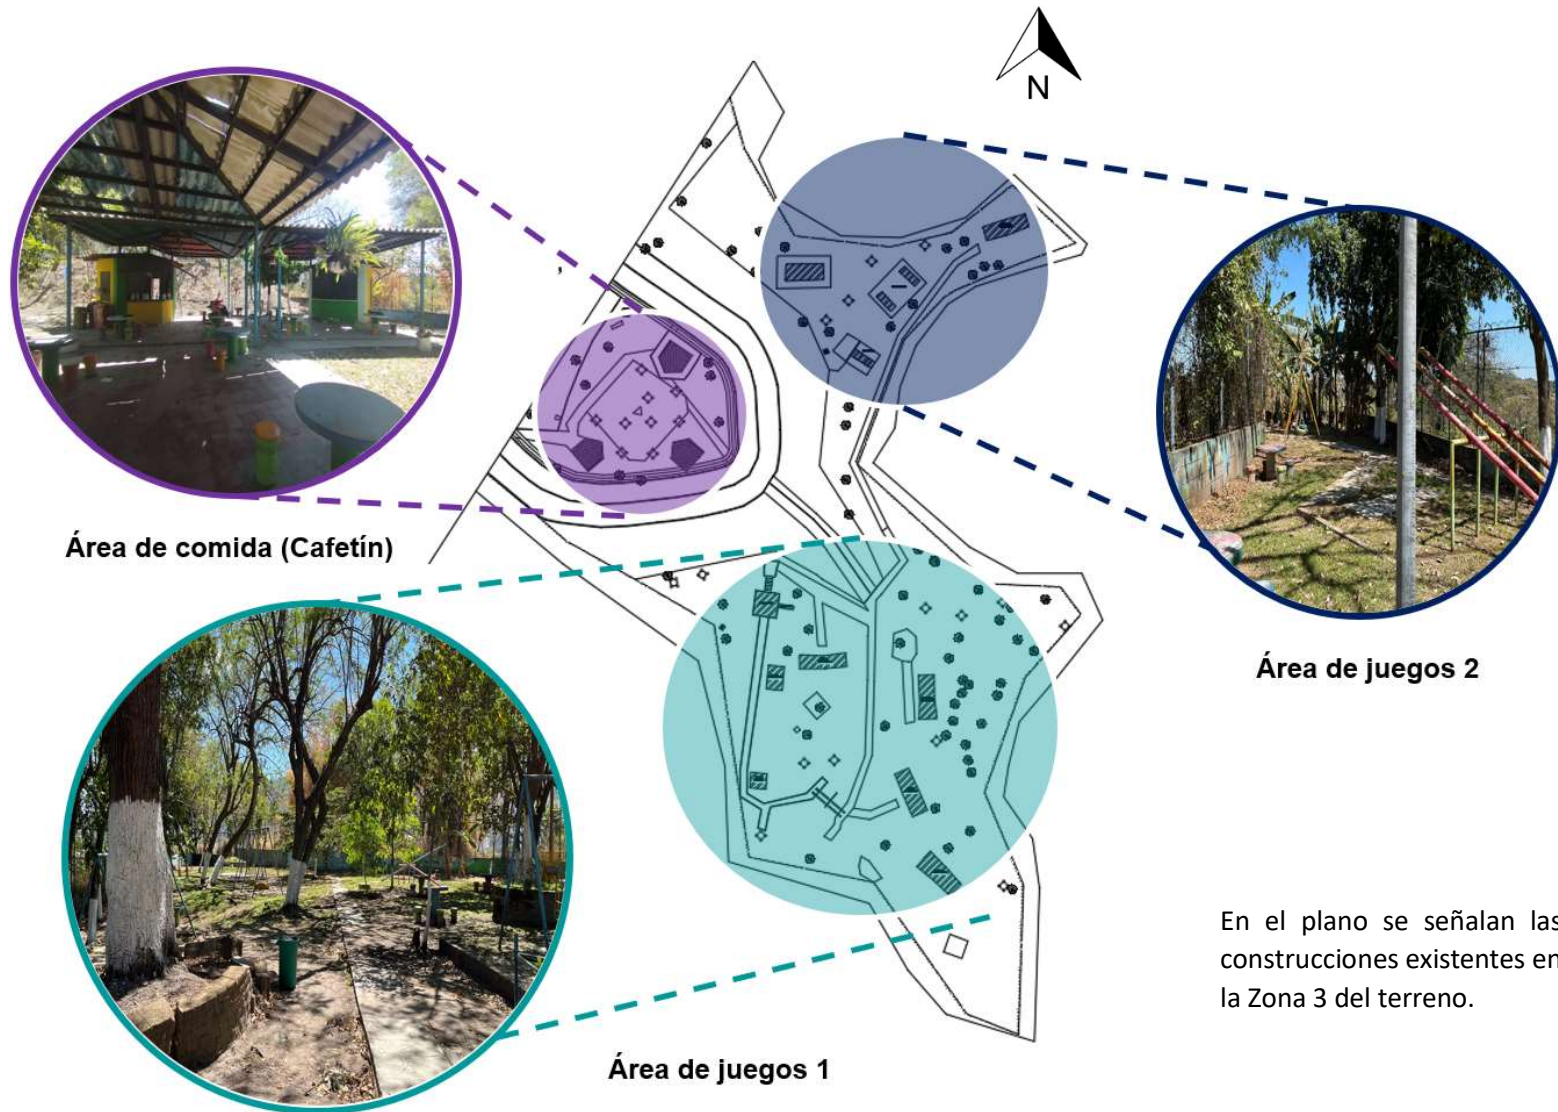 N
Área de comida (Cafetín)
Área de juegos 2
En el plano se señalan las
construcciones existentes en
la Zona 3 del terreno.
Área de juegos 1